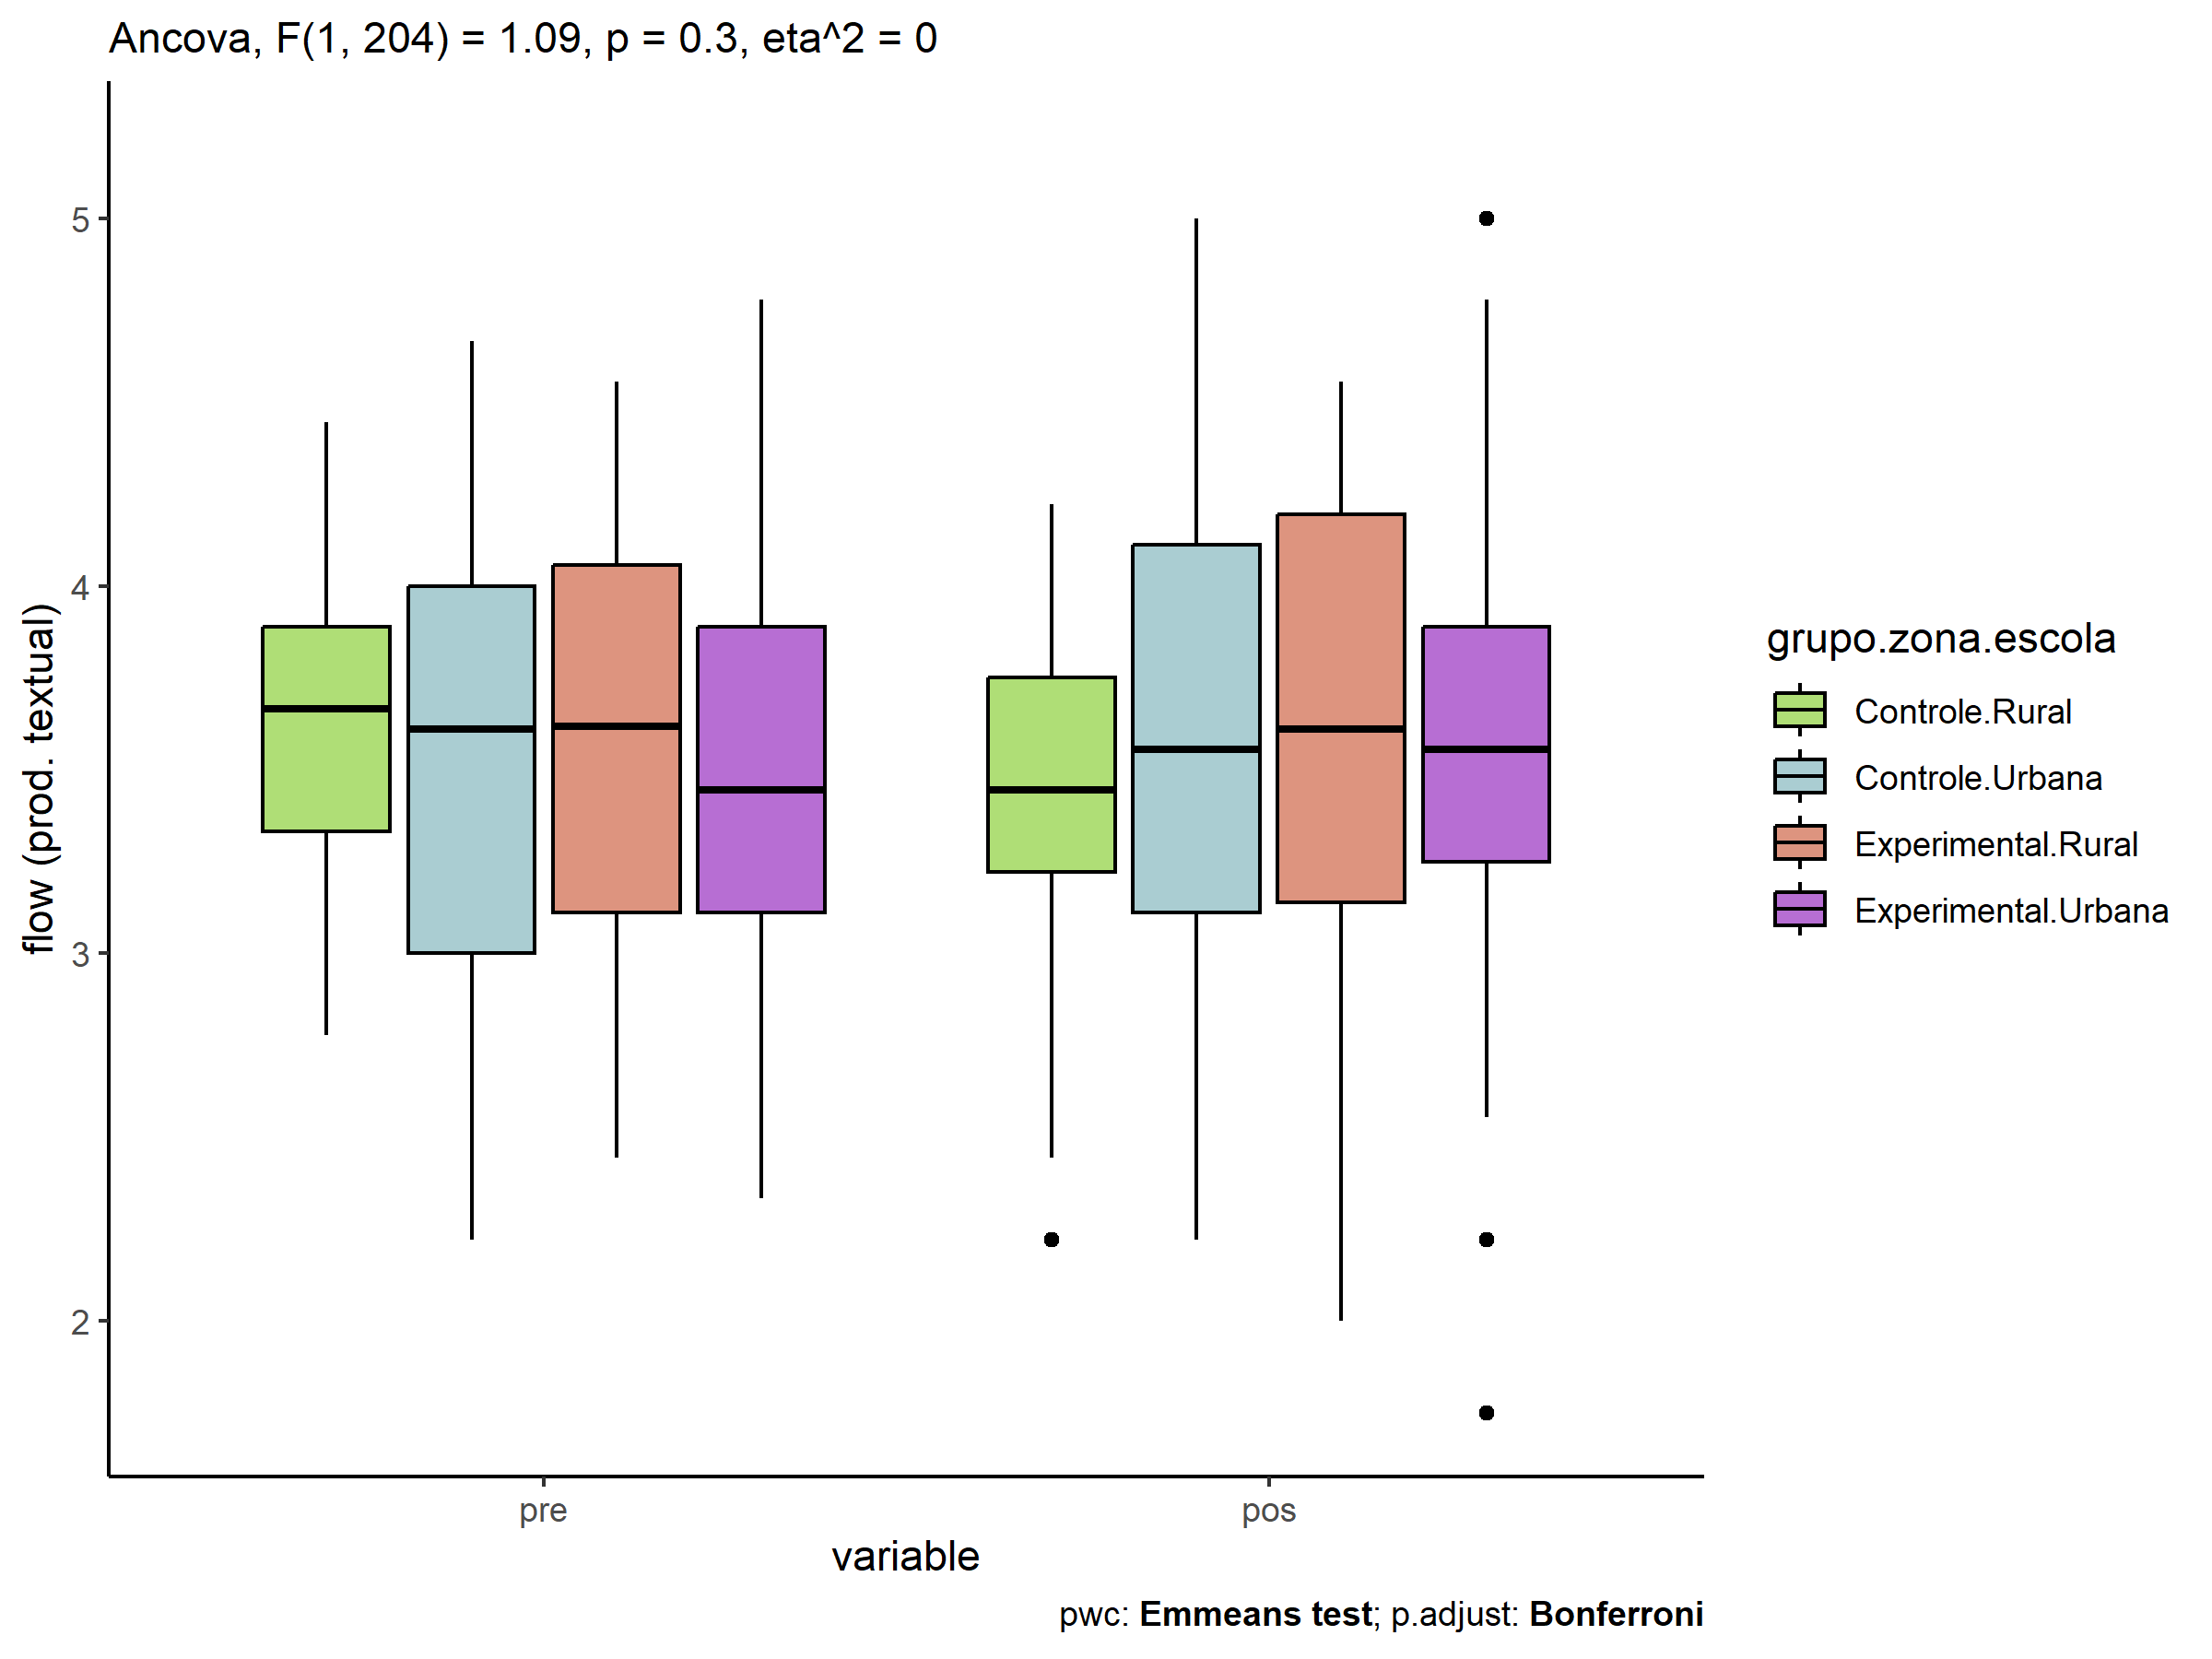 Ancova, F(1, 204) = 1.09, p = 0.3, eta^2 = 0
flow (prod. textual)
5
4
3
2
pre
pos
variable
grupo.zona.escola
Controle.Rural
Controle.Urbana
Experimental.Rural
Experimental.Urbana
pwc: Emmeans test; p.adjust: Bonferroni